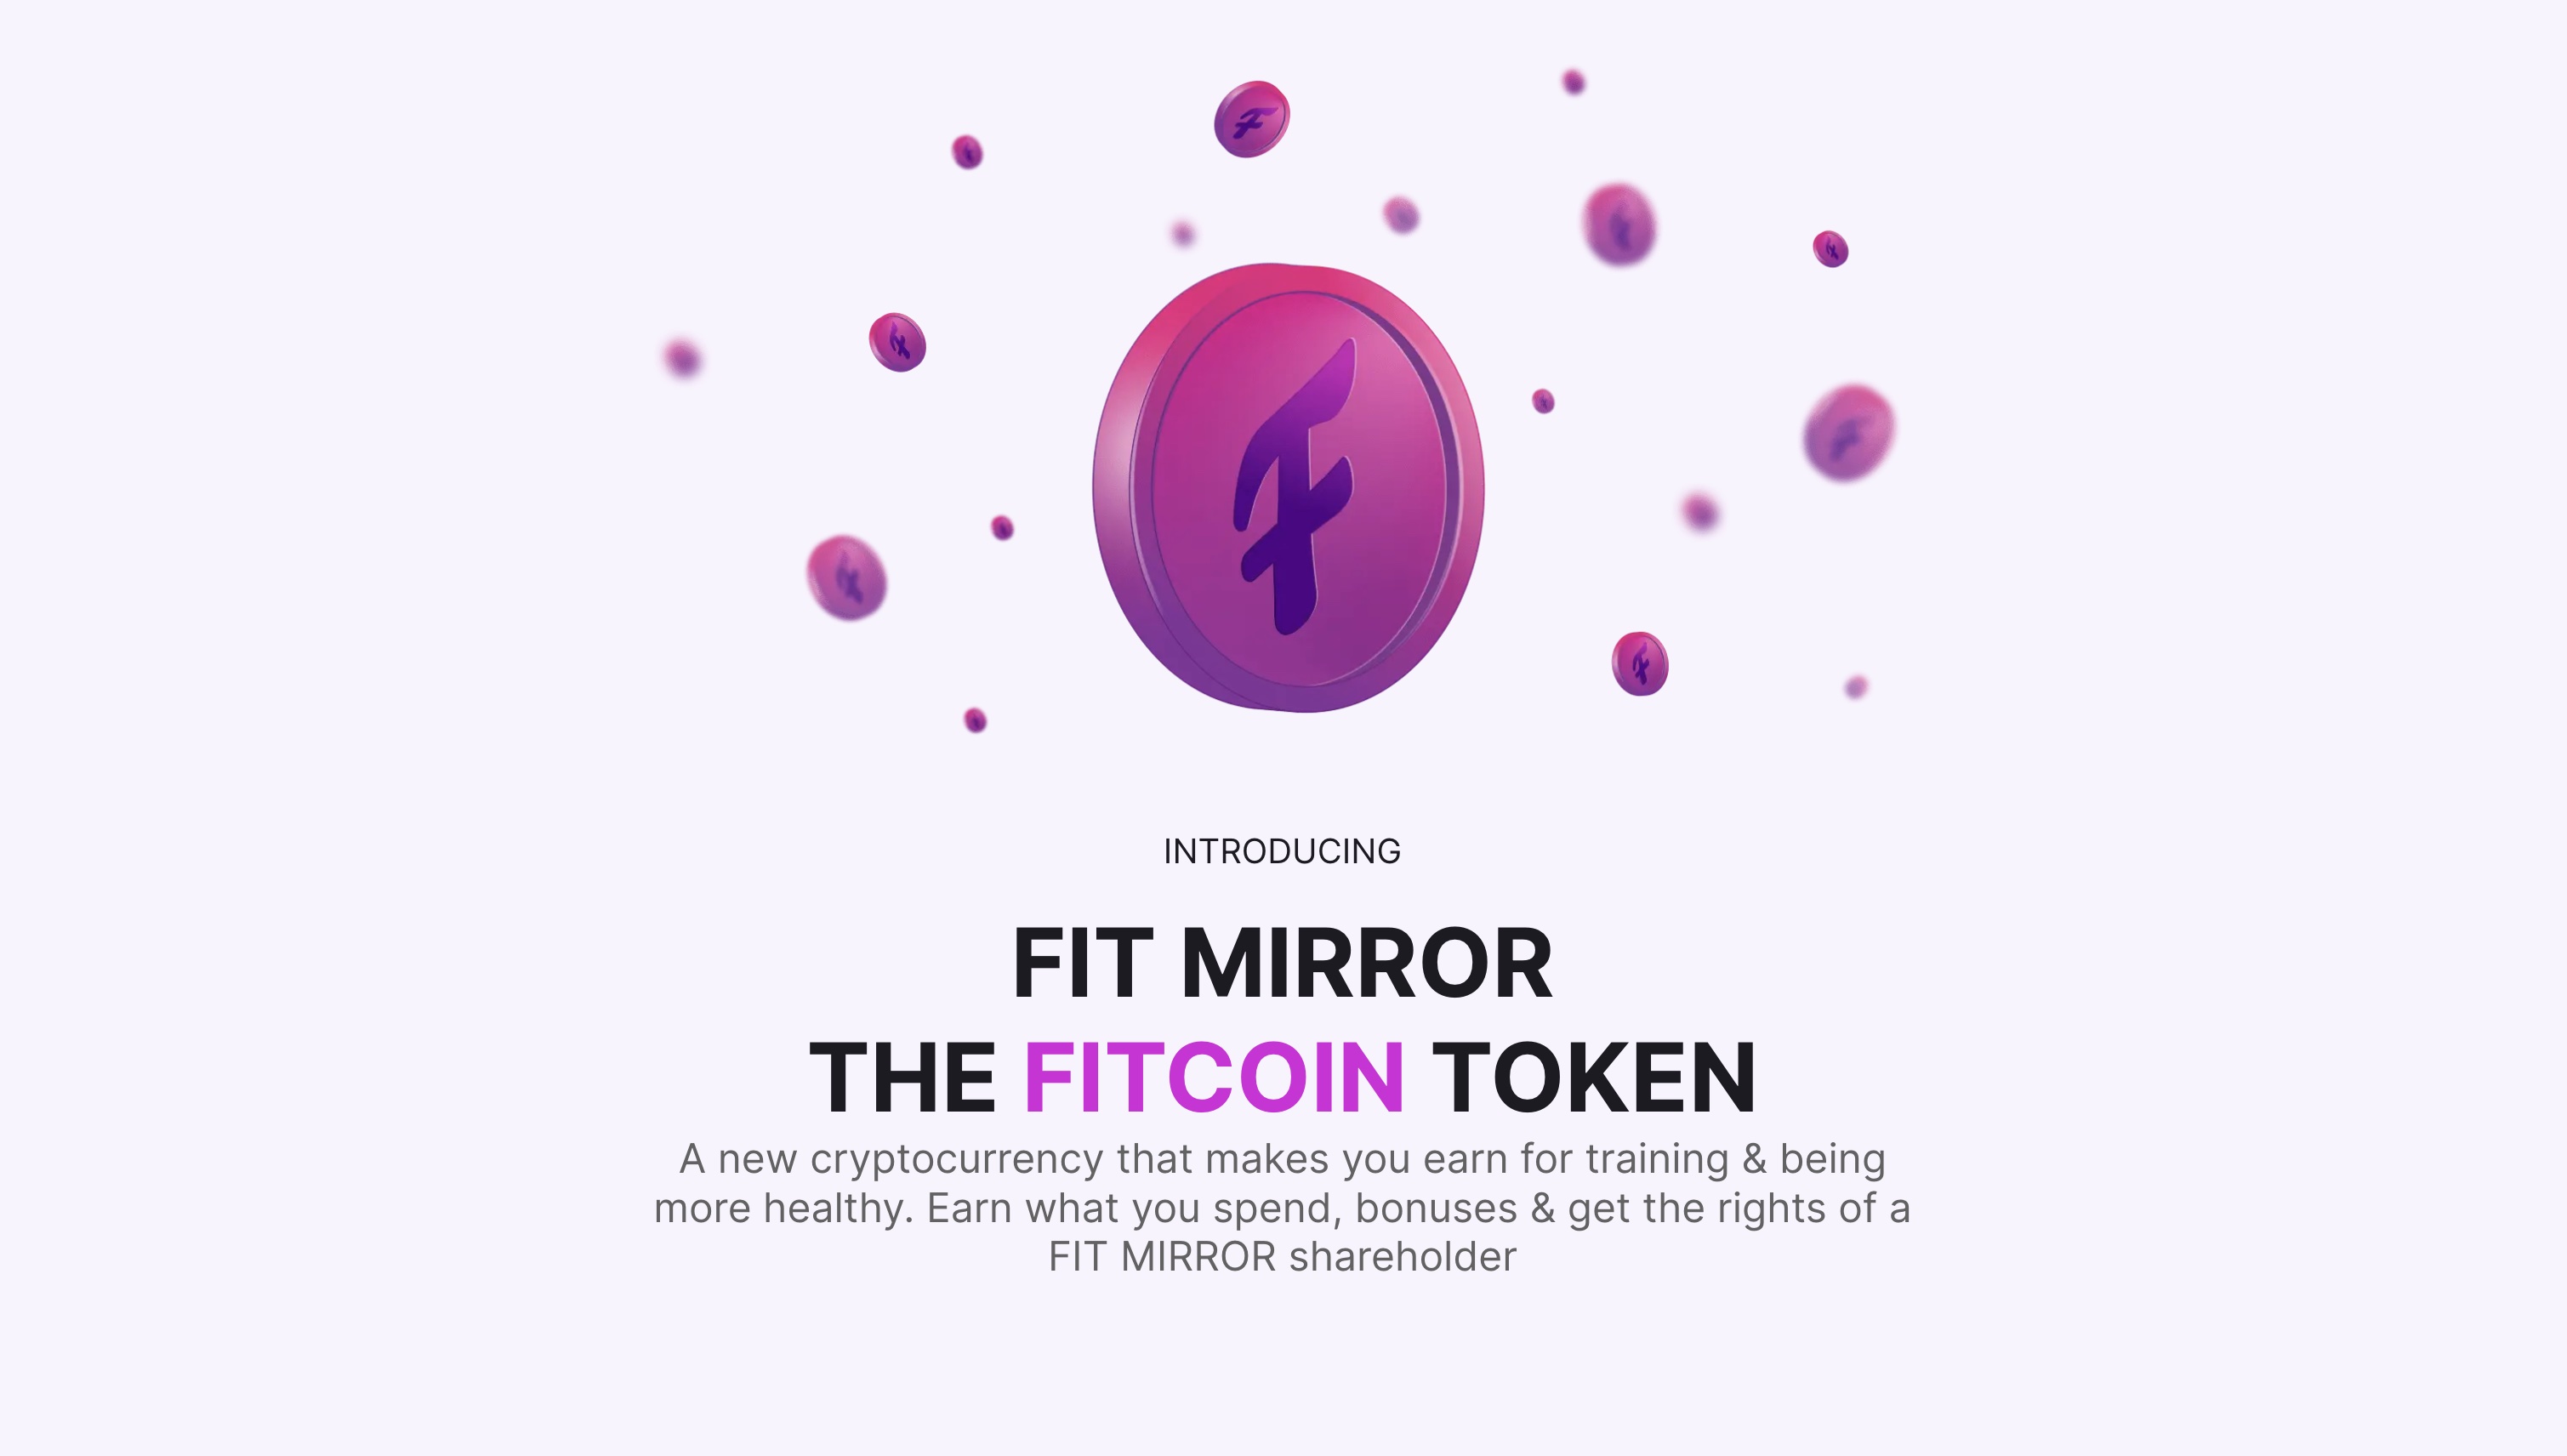 INTRODUCING
FIT MIRROR
THE FITCOIN TOKEN
A new cryptocurrency that makes you earn for training & being
more healthy. Earn what you spend, bonuses & get the rights of a
FIT MIRROR shareholder